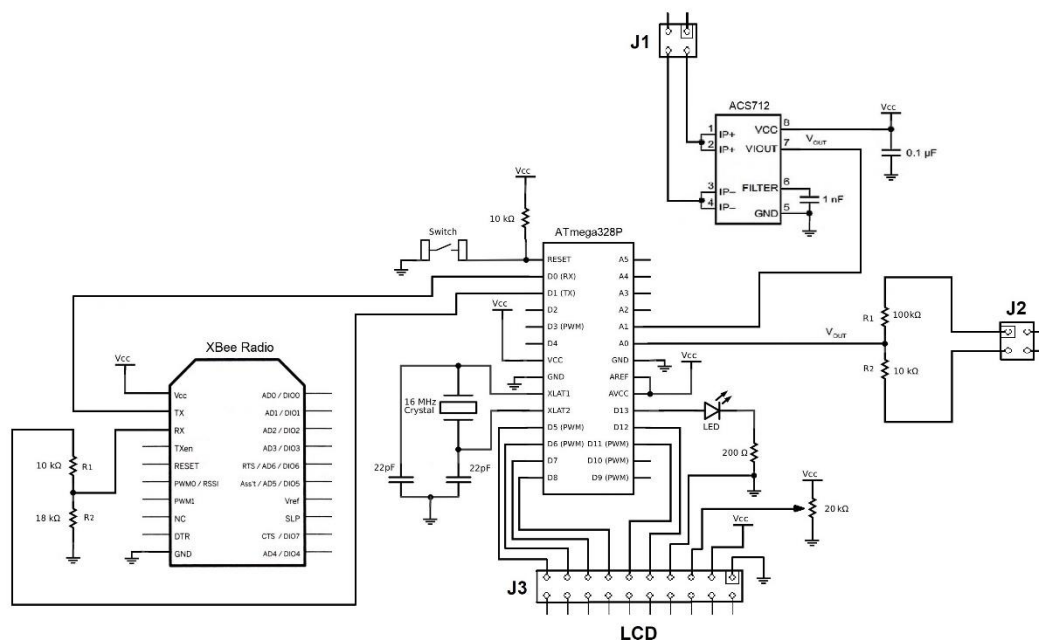 J1
ACS712
1 IP+ VCC 8 Vcc
2 IP+ VIOUT 7 VOUT
0.1 µF
3 IP– FILTER 6
4 IP– GND 5
1 nF
Vcc
10 kΩ
Switch
ATmega328P
RESET A5
D0 (RX) A4
D1 (TX) A3
D2 A2
D3 (PWM) A1
D4 A0
VCC GND
GND AREF
XLAT1 AVCC
XLAT2 D13
D5 (PWM) D12
D6 (PWM) D11 (PWM)
D7 D10 (PWM)
D8 D9 (PWM)
Vcc
16 MHz
Crystal
22pF 22pF
Vcc
LED
200 Ω
VOUT
R1 100kΩ
R2 10 kΩ
J2
XBee Radio
Vcc
Vcc AD0 / DIO0
TX AD1 / DIO1
RX AD2 / DIO2
TXen AD3 / DIO3
RESET RTS / AD6 / DIO6
PWM0 / RSSI Ass't / AD5 / DIO5
PWM1 Vref
NC SLP
DTR CTS / DIO7
GND AD4 / DIO4
10 kΩ R1
18 kΩ R2
Vcc
20 kΩ
Vcc
J3
LCD